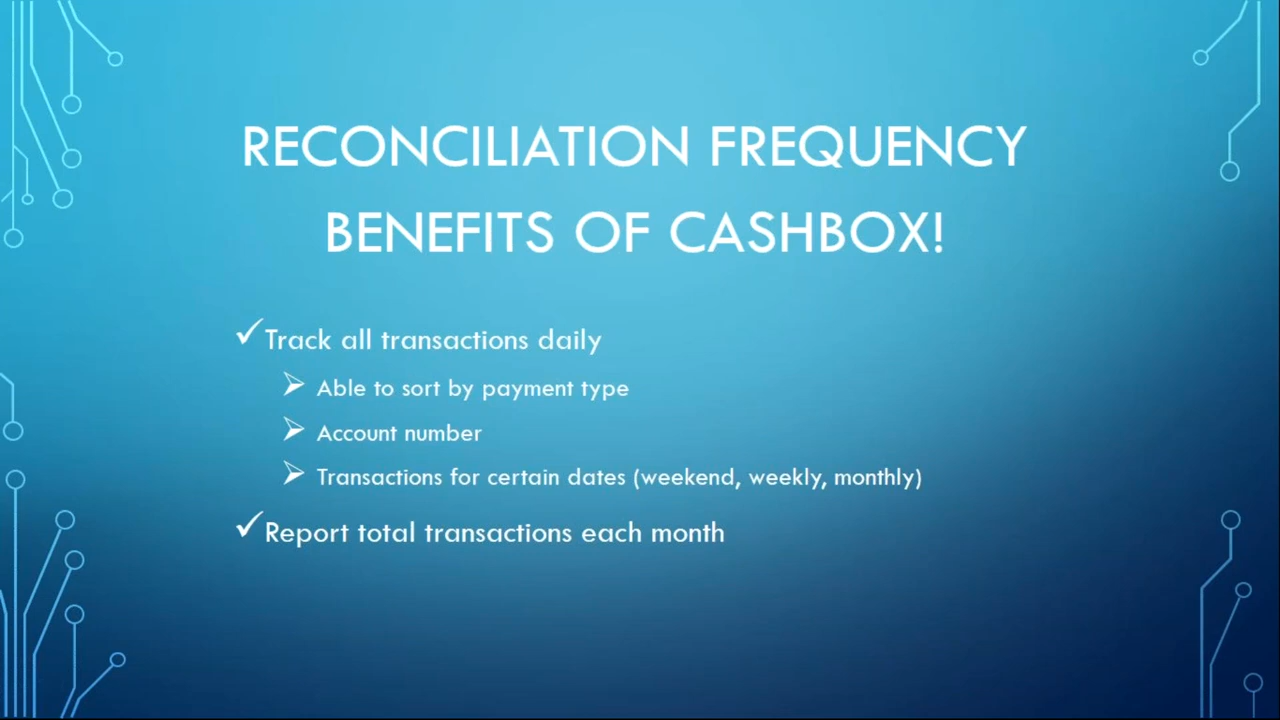 RECONCILIATION FREQUENCY
BENEFITS OF CASHBOX!
Track all transactions daily
Able to sort by payment type
Account number
Transactions for certain dates (weekend, weekly, monthly)
Report total transactions each month